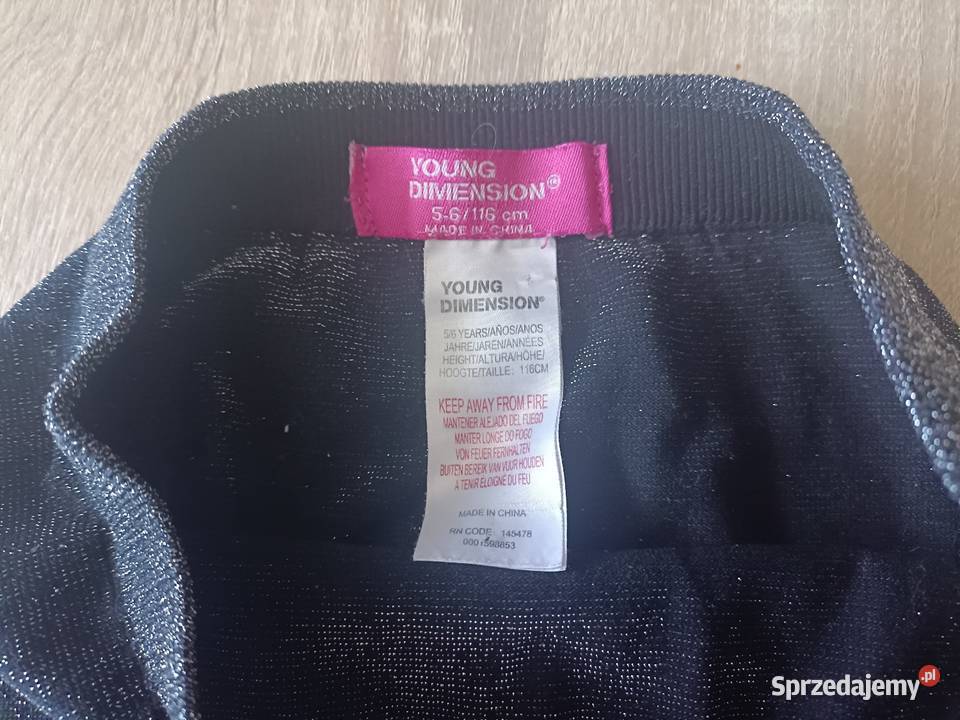 YOUNG
DIMENSION®
5-6/116 cm
MADE IN CHINA
YOUNG
DIMENSION®
5/6 YEARS/AÑOS/ANOS
JAHRE/JAREN/ANNÉES
HEIGHT/ALTURA/HÖHE/
HOOGTE/TAILLE: 116CM
KEEP AWAY FROM FIRE
MANTENER ALEJADO DEL FUEGO
MANTER LONGE DO FOGO
VON FEUER FERNHALTEN
BUITEN BEREIK VAN VUUR HOUDEN
A TENIR ELOIGNÉ DU FEU
MADE IN CHINA
RN CODE: 145478
Sprzedajemy.pl